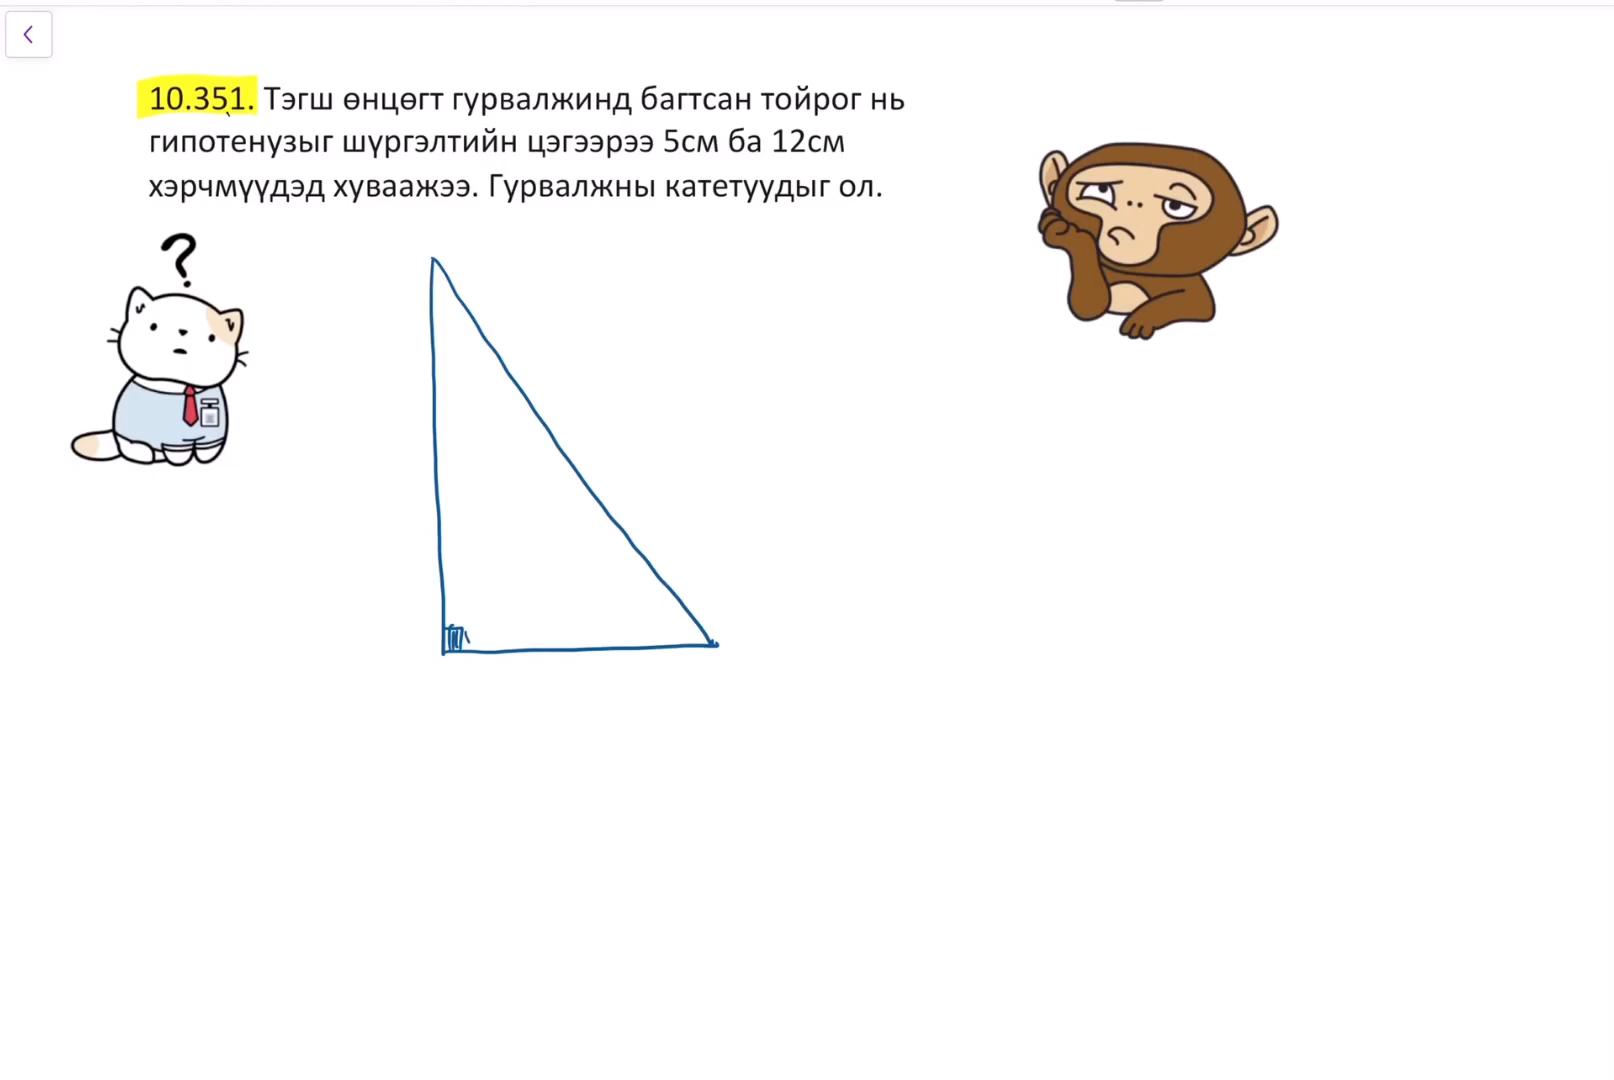 10.351. Тэгш өнцөгт гурвалжинд багтсан тойрог нь
гипотенузыг шүргэлтийн цэгээрээ 5см ба 12см
хэрчмүүдэд хуваажээ. Гурвалжны катетуудыг ол.
?